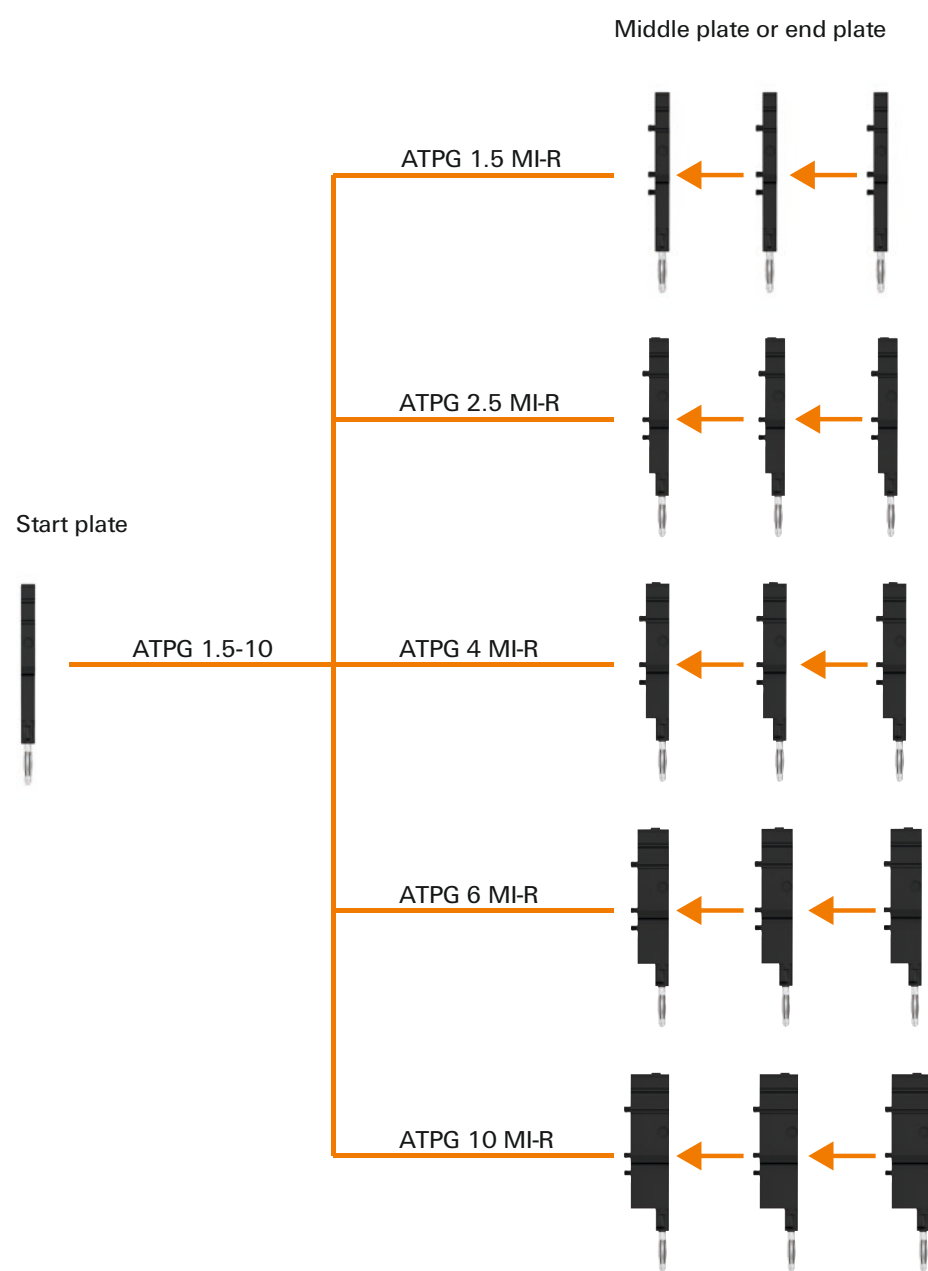 Middle plate or end plate
ATPG 1.5 MI-R
ATPG 2.5 MI-R
Start plate
ATPG 1.5-10
ATPG 4 MI-R
ATPG 6 MI-R
ATPG 10 MI-R